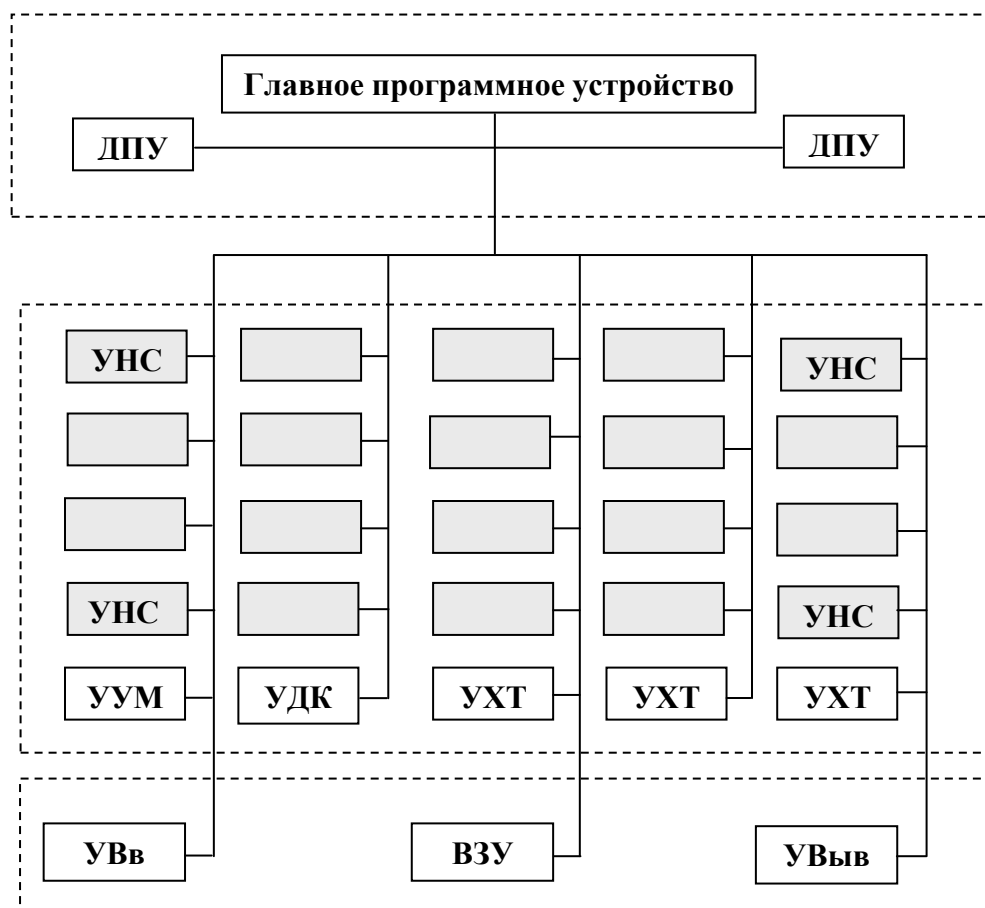 Главное программное устройство
ДПУ
ДПУ
УНС
УНС
УНС
УНС
УУМ
УДК
УХТ
УХТ
УХТ
УВв
ВЗУ
УВыв